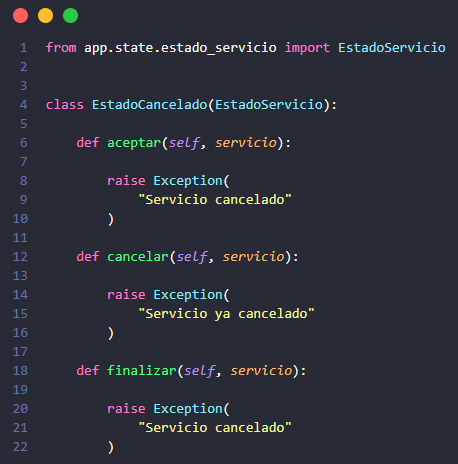 1 from app.state.estado_servicio import EstadoServicio
2
3
4 class EstadoCancelado(EstadoServicio):
5
6     def aceptar(self, servicio):
7
8         raise Exception(
9             "Servicio cancelado"
10         )
11
12     def cancelar(self, servicio):
13
14         raise Exception(
15             "Servicio ya cancelado"
16         )
17
18     def finalizar(self, servicio):
19
20         raise Exception(
21             "Servicio cancelado"
22         )